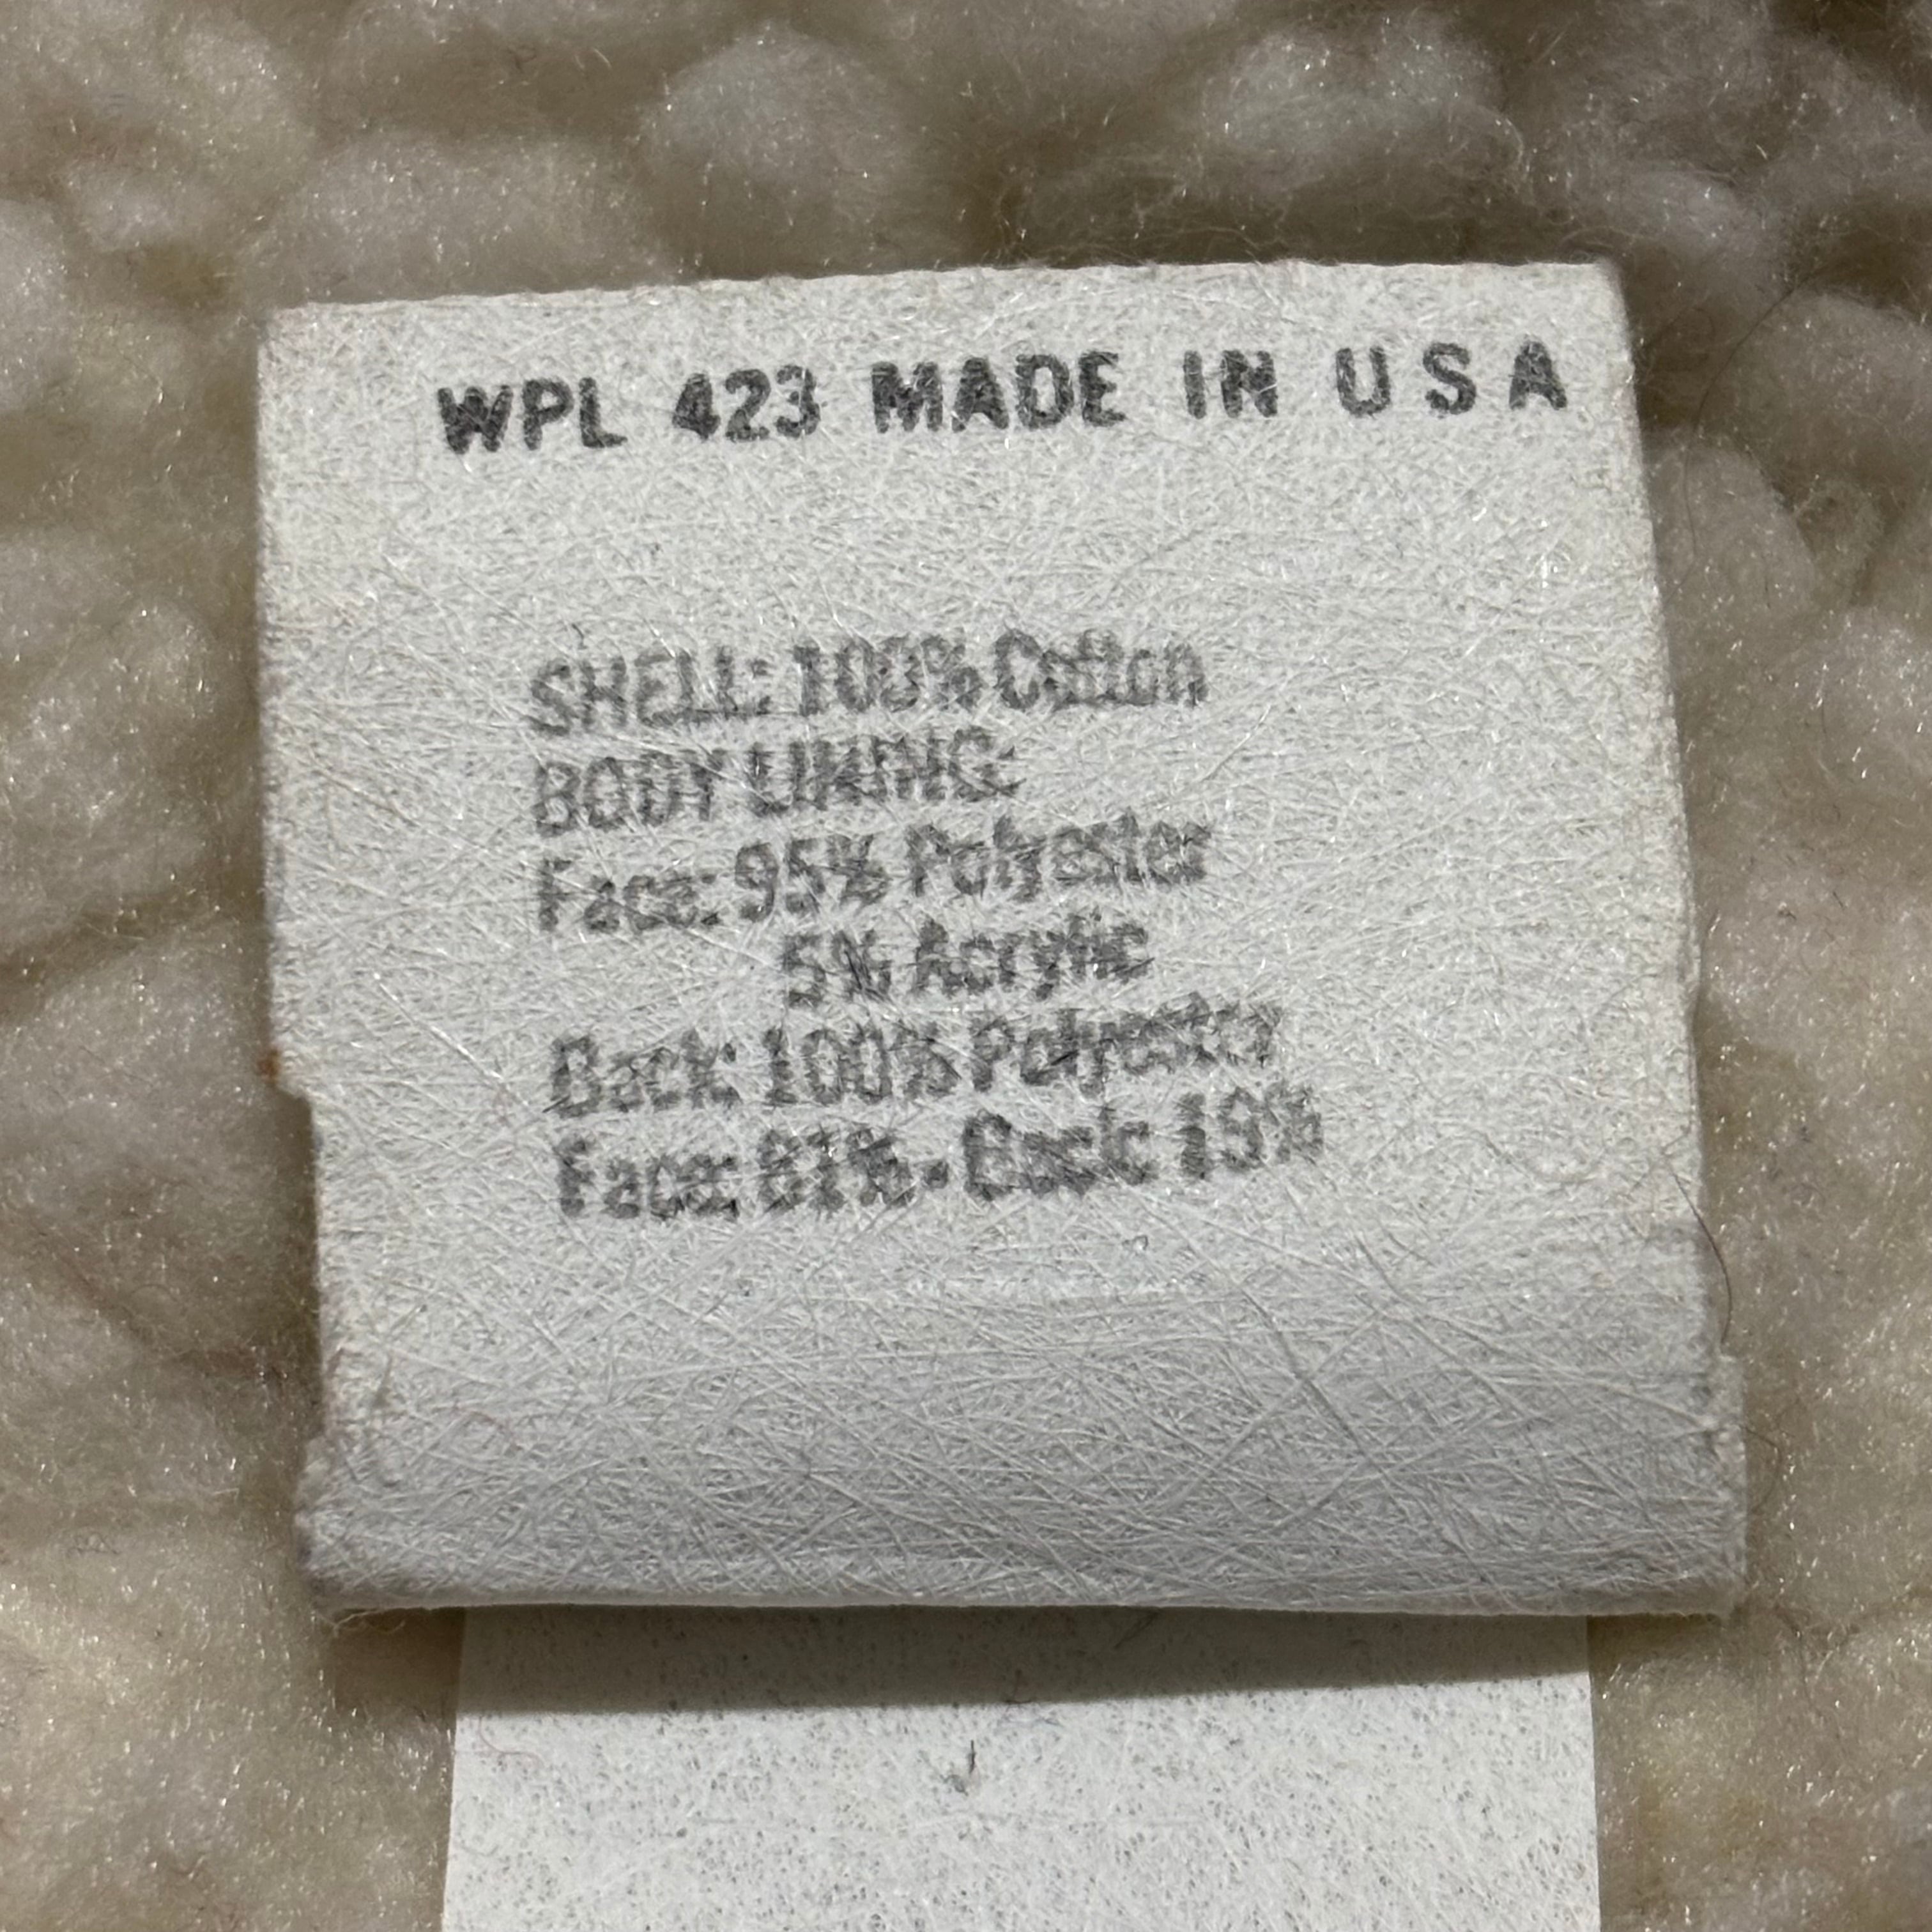 WPL 423 MADE IN USA
SHELL: 100% Cotton
BODY LINING:
Face: 95% Polyester
5% Acrylic
Back: 100% Polyester
Face: 81% - Back: 19%